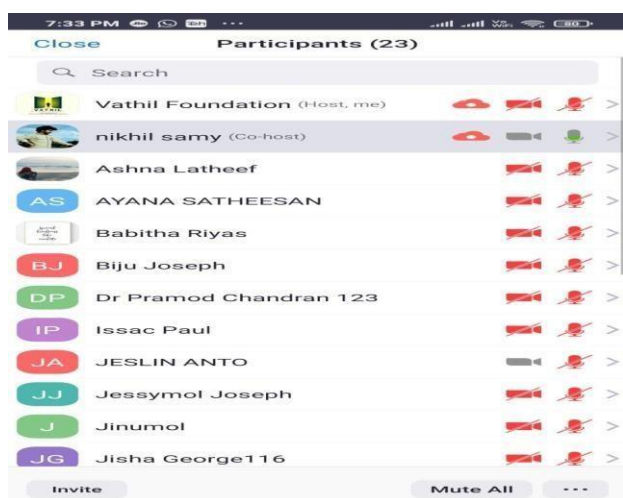 7:33 PM ...
Close Participants (23)
Search
Vathil Foundation (Host, me)
nikhil samy (Co-host)
Ashna Latheef
AS AYANA SATHEESAN
Babitha Riyas
BJ Biju Joseph
DP Dr Pramod Chandran 123
IP Issac Paul
JA JESLIN ANTO
JJ Jessymol Joseph
J Jinumol
JG Jisha George116
Invite Mute All ...